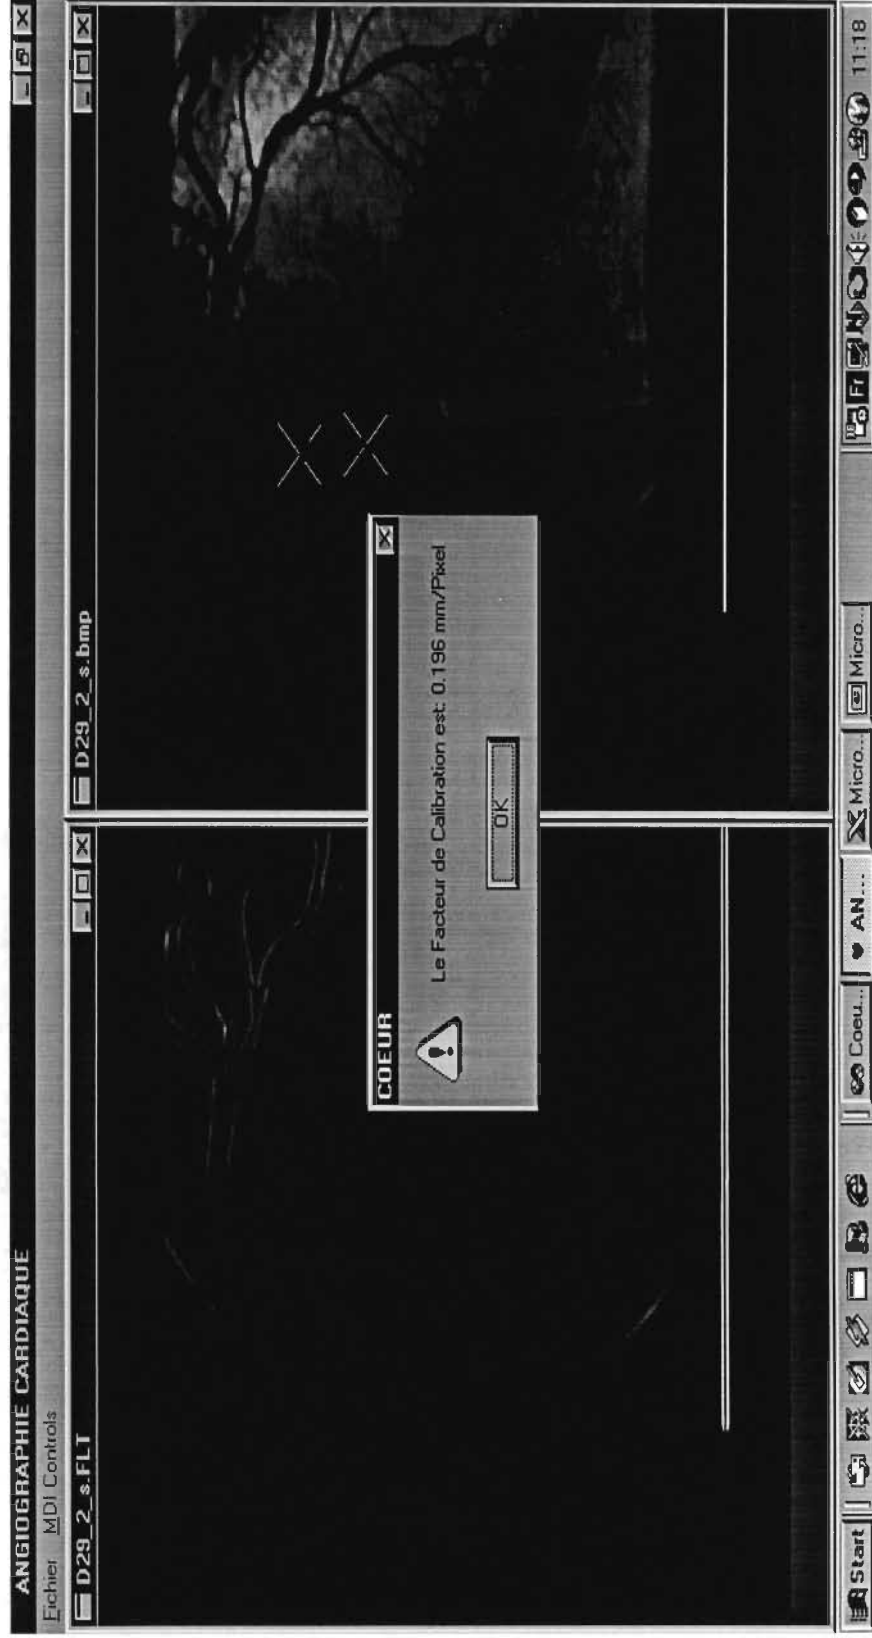 ANGIOGRAPHIE CARDIAQUE
Fichier MDI Controls
D29_2_s.FLT
D29_2_s.bmp
COEUR
Le Facteur de Calibration est: 0.196 mm/Pixel
OK
Start
Coeu...
AN...
Micro...
Micro...
Fr
11:18